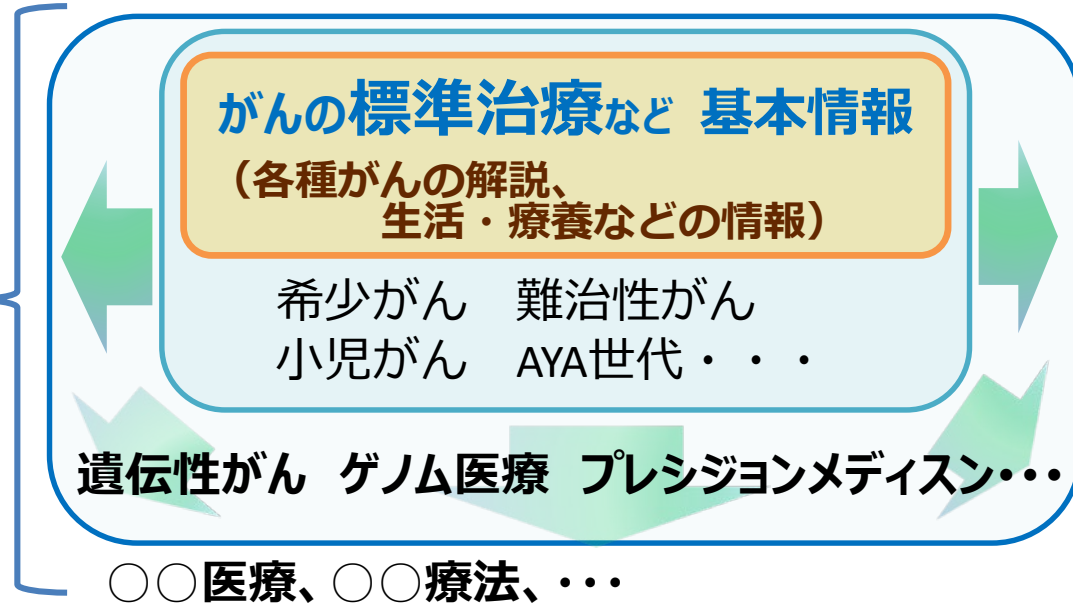 がんの標準治療など 基本情報
（各種がんの解説、
生活・療養などの情報）
希少がん 難治性がん
小児がん AYA世代・・・
遺伝性がん ゲノム医療 プレシジョンメディスン・・・
○○医療、○○療法、・・・